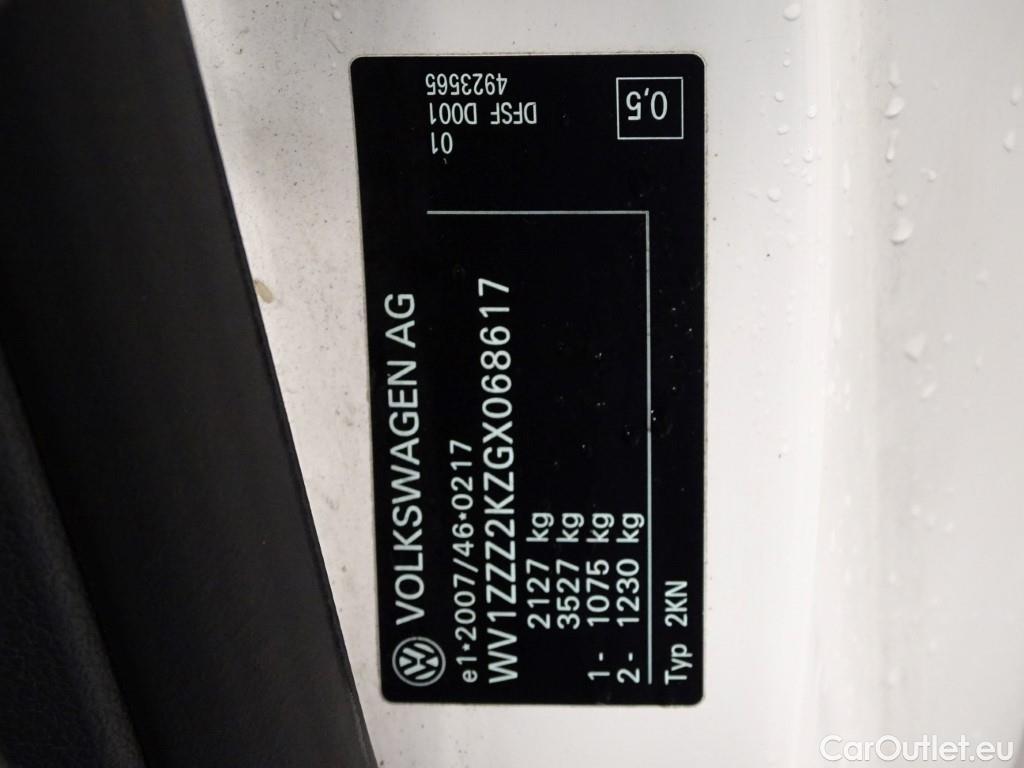 VOLKSWAGEN AG
e1*2007/46*0217
WV1ZZZ2KZGX068617
2127 kg
3527 kg
1- 1075 kg
2- 1230 kg
Typ 2KN
01
DFSF D001
4923565
0,5
CarOutlet.eu